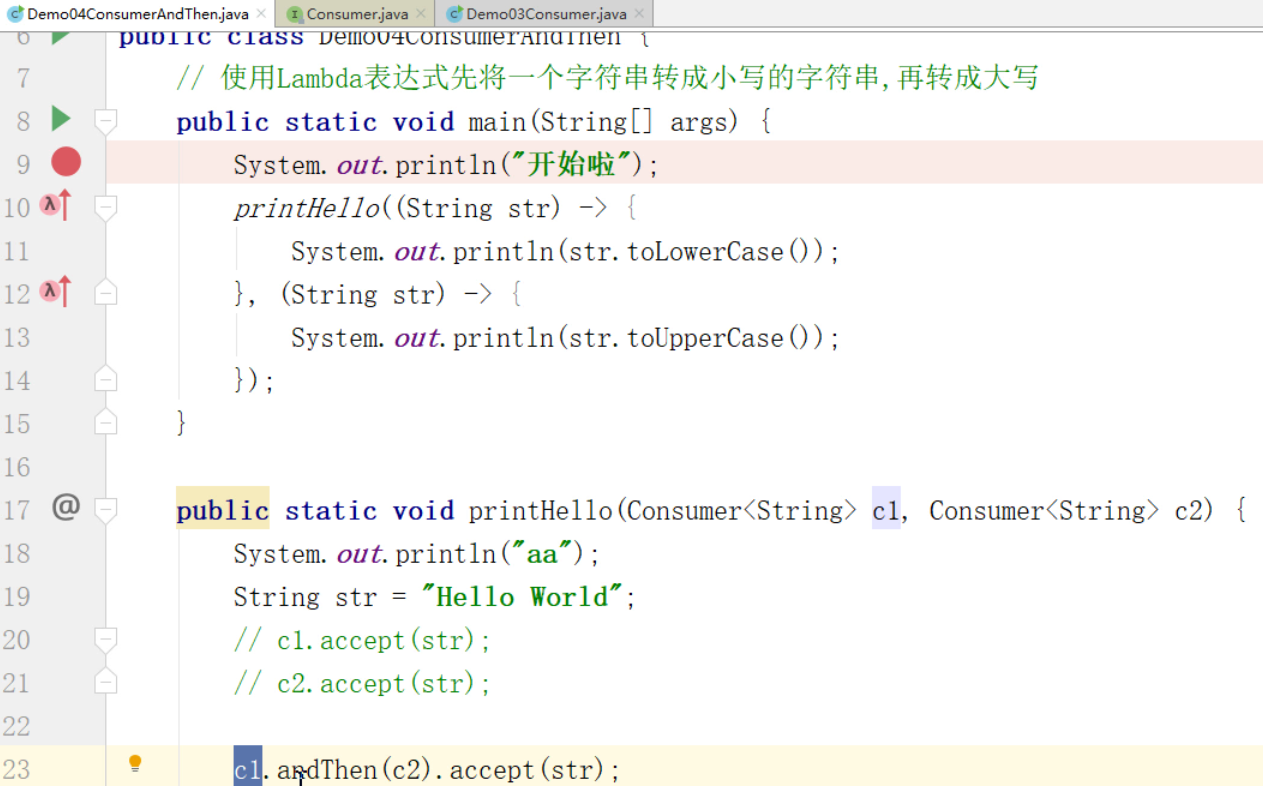 Demo04ConsumerAndThen.java × Consumer.java × Demo03Consumer.java ×
6 public class Demo04ConsumerAndThen {
7 // 使用Lambda表达式先将一个字符串转成小写的字符串,再转成大写
8 public static void main(String[] args) {
9 System.out.println("开始啦");
10 printHello((String str) -> {
11 System.out.println(str.toLowerCase());
12 }, (String str) -> {
13 System.out.println(str.toUpperCase());
14 });
15 }
16
17 @ public static void printHello(Consumer<String> c1, Consumer<String> c2) {
18 System.out.println("aa");
19 String str = "Hello World";
20 // c1.accept(str);
21 // c2.accept(str);
22
23 c1.andThen(c2).accept(str);